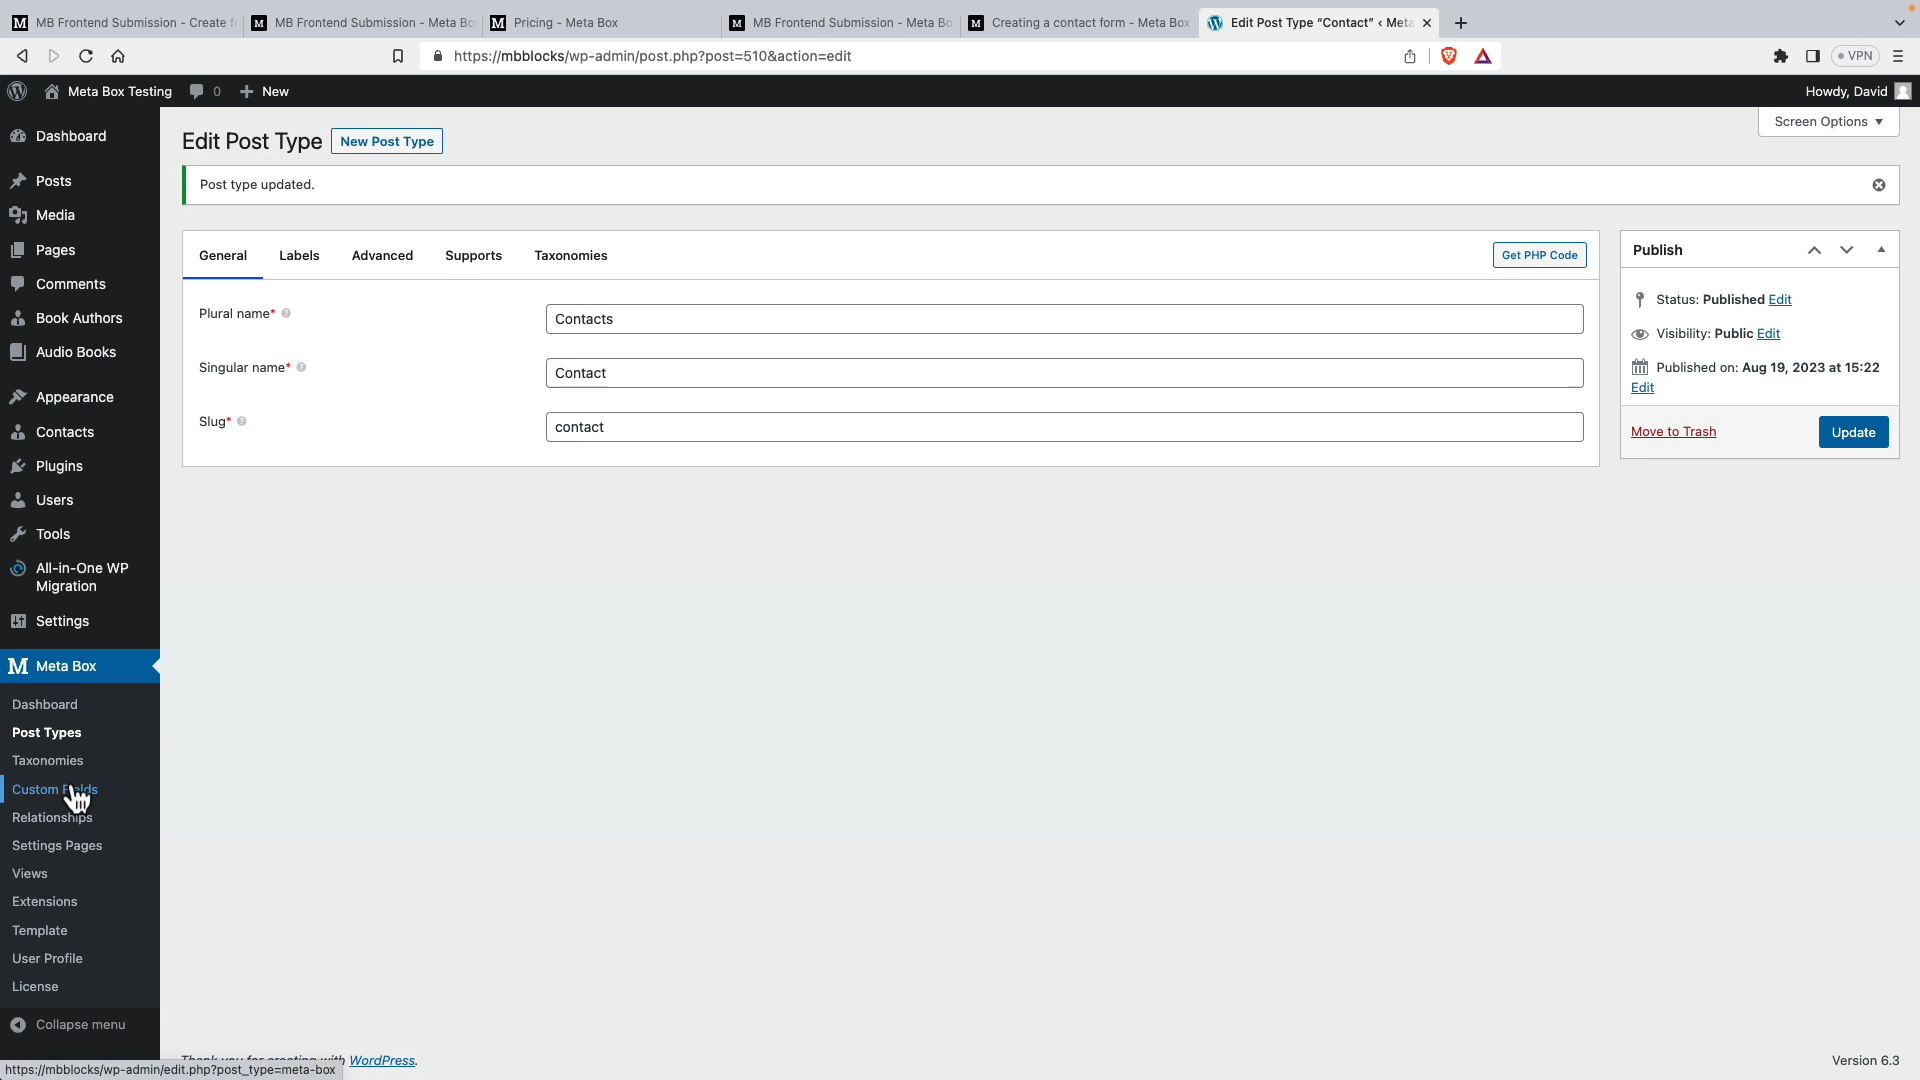 MB Frontend Submission - Create f
MB Frontend Submission - Meta Bo
Pricing - Meta Box
MB Frontend Submission - Meta Bo
Creating a contact form - Meta Box
Edit Post Type “Contact” ‹ Meta
https://mbblocks/wp-admin/post.php?post=510&action=edit
VPN
Meta Box Testing
0
New
Howdy, David
Screen Options
Dashboard
Posts
Media
Pages
Comments
Book Authors
Audio Books
Appearance
Contacts
Plugins
Users
Tools
All-in-One WP
Migration
Settings
Meta Box
Dashboard
Post Types
Taxonomies
Custom Fields
Relationships
Settings Pages
Views
Extensions
Template
User Profile
License
Collapse menu
Edit Post Type
New Post Type
Post type updated.
General
Labels
Advanced
Supports
Taxonomies
Get PHP Code
Plural name*
Contacts
Singular name*
Contact
Slug*
contact
Publish
Status: Published Edit
Visibility: Public Edit
Published on: Aug 19, 2023 at 15:22
Edit
Move to Trash
Update
Thank you for creating with WordPress.
Version 6.3
https://mbblocks/wp-admin/edit.php?post_type=meta-box